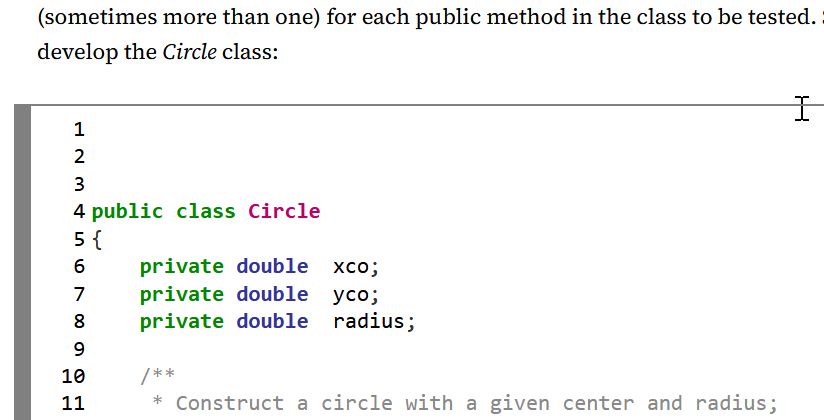 (sometimes more than one) for each public method in the class to be tested.
develop the Circle class:
1
2
3
4 public class Circle
5 {
6     private double  xco;
7     private double  yco;
8     private double  radius;
9
10     /**
11      * Construct a circle with a given center and radius;